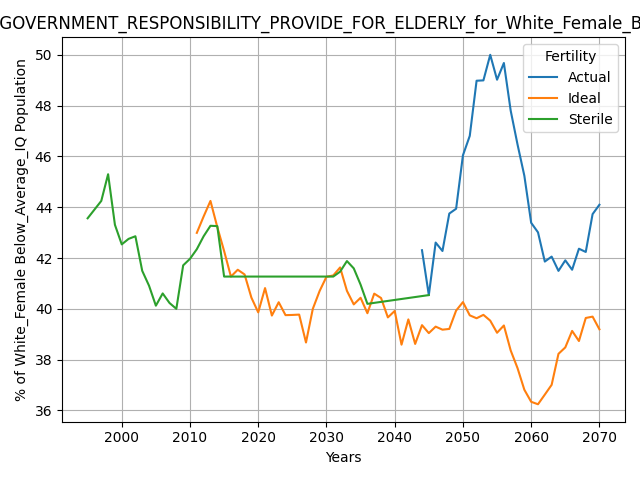 GOVERNMENT_RESPONSIBILITY_PROVIDE_FOR_ELDERLY_for_White_Female_B
% of White_Female Below_Average_IQ Population
50
48
46
44
42
40
38
36
Fertility
Actual
Ideal
Sterile
2000 2010 2020 2030 2040 2050 2060 2070
Years